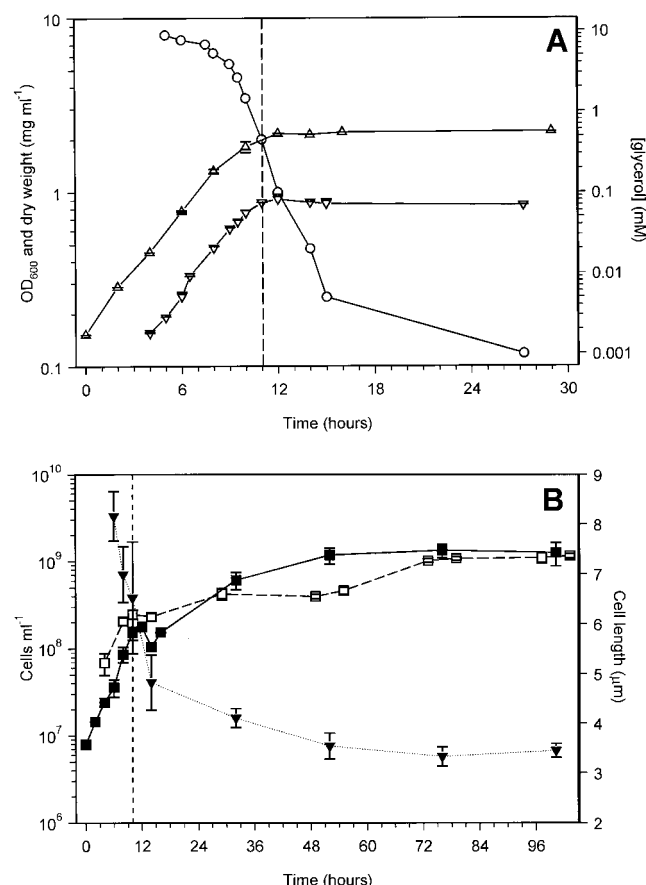 A
10
1
0.1
OD600 and dry weight (mg ml-1)
10
1
0.1
0.01
0.001
[glycerol] (mM)
0 6 12 18 24 30
Time (hours)
B
10^10
10^9
10^8
10^7
10^6
Cells ml-1
9
8
7
6
5
4
3
2
Cell length (μm)
0 12 24 36 48 60 72 84 96
Time (hours)